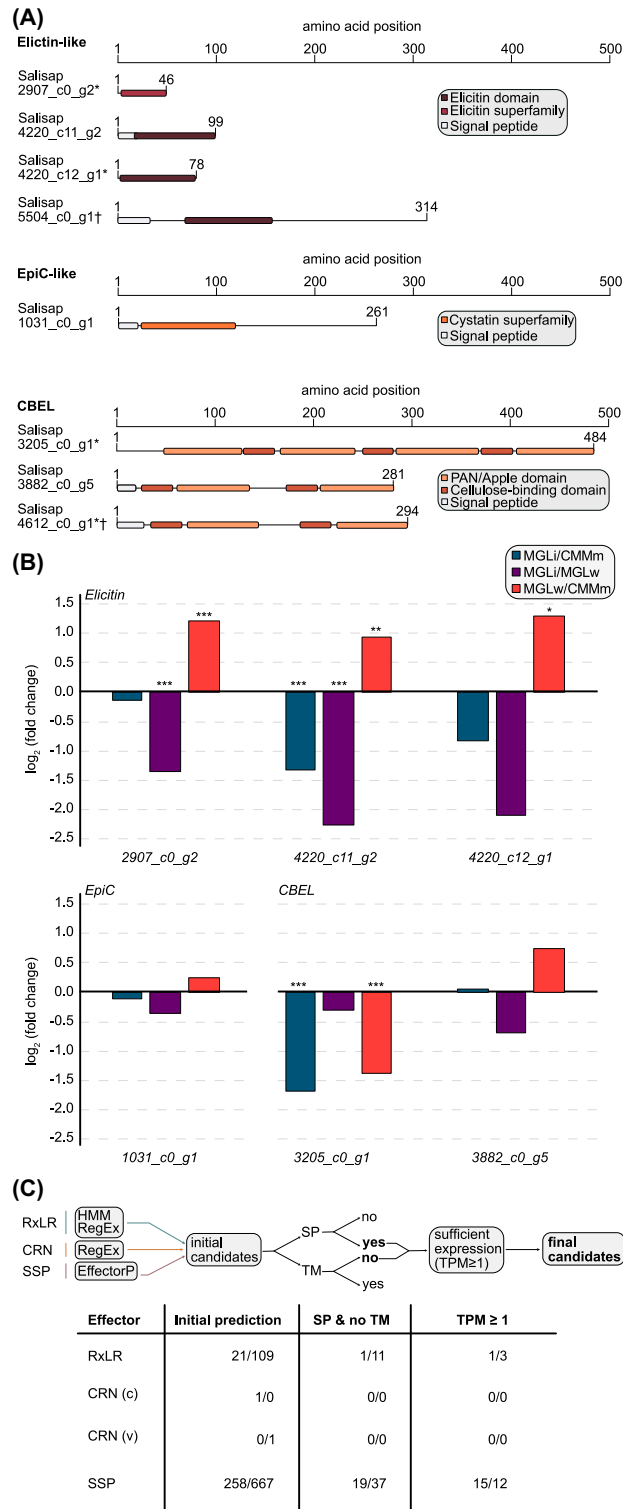 (A)
amino acid position
Elictin-like
1 100 200 300 400 500
Salisap
2907_c0_g2*
1 46
Elicitin domain
Elicitin superfamily
Signal peptide
Salisap
4220_c11_g2
1 99
Salisap
4220_c12_g1*
1 78
Salisap
5504_c0_g1†
1 314
amino acid position
EpiC-like
1 100 200 300 400 500
Salisap
1031_c0_g1
1 261
Cystatin superfamily
Signal peptide
amino acid position
CBEL
1 100 200 300 400 500
Salisap
3205_c0_g1*
1 484
Salisap
3882_c0_g5
1 281
PAN/Apple domain
Cellulose-binding domain
Signal peptide
Salisap
4612_c0_g1*†
1 294
(B)
MGLi/CMMm
MGLi/MGLw
MGLw/CMMm
Elicitin
1.5
1.0
0.5
0.0
-0.5
-1.0
-1.5
-2.0
-2.5
log2 (fold change)
*** *** *** *** ** *
2907_c0_g2 4220_c11_g2 4220_c12_g1
EpiC CBEL
1.5
1.0
0.5
0.0
-0.5
-1.0
-1.5
-2.0
-2.5
log2 (fold change)
*** ***
1031_c0_g1 3205_c0_g1 3882_c0_g5
(C)
RxLR HMM
RegEx
CRN RegEx
SSP EffectorP
initial
candidates
SP
TM
no
yes
no
yes
sufficient
expression
(TPM≥1)
final
candidates
Effector Initial prediction SP & no TM TPM ≥ 1
RxLR 21/109 1/11 1/3
CRN (c) 1/0 0/0 0/0
CRN (v) 0/1 0/0 0/0
SSP 258/667 19/37 15/12